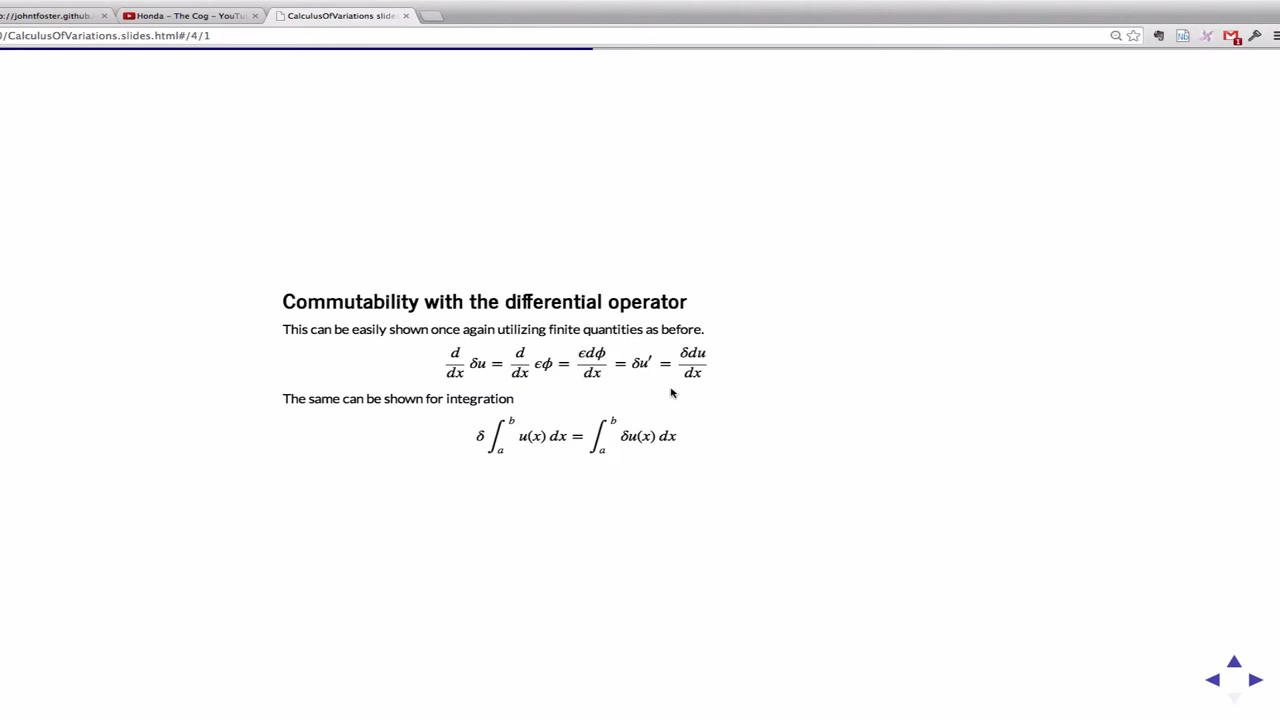 p://johntfoster.github. Honda – The Cog – YouTu CalculusOfVariations slide
0/CalculusOfVariations.slides.html#/4/1
Commutability with the differential operator
This can be easily shown once again utilizing finite quantities as before.
d/dx δu = d/dx ϵϕ = ϵdϕ/dx = δu′ = δdu/dx
The same can be shown for integration
δ ∫_a^b u(x) dx = ∫_a^b δu(x) dx